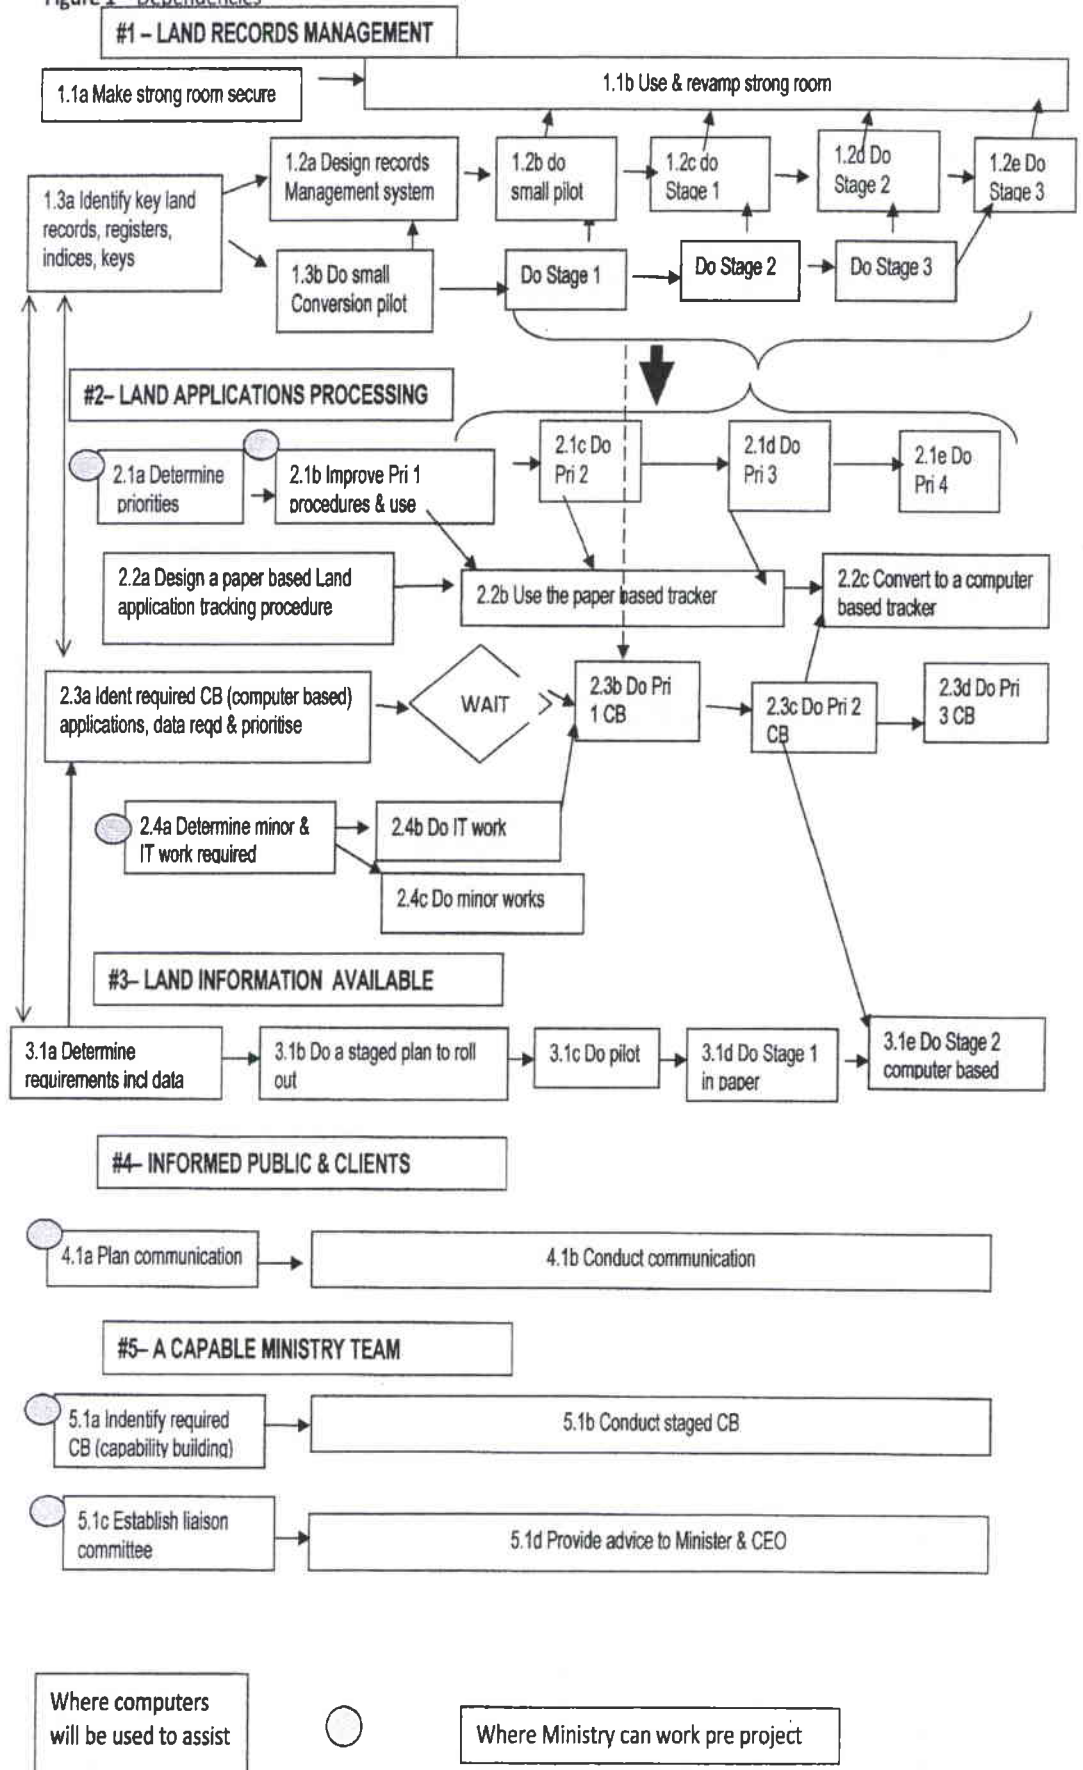 Figure 1 Dependencies
#1 – LAND RECORDS MANAGEMENT
1.1a Make strong room secure
1.1b Use & revamp strong room
1.3a Identify key land
records, registers,
indices, keys
1.2a Design records
Management system
1.2b do
small pilot
1.2c do
Stage 1
1.2d Do
Stage 2
1.2e Do
Stage 3
1.3b Do small
Conversion pilot
Do Stage 1
Do Stage 2
Do Stage 3
#2– LAND APPLICATIONS PROCESSING
2.1a Determine
priorities
2.1b Improve Pri 1
procedures & use
2.1c Do
Pri 2
2.1d Do
Pri 3
2.1e Do
Pri 4
2.2a Design a paper based Land
application tracking procedure
2.2b Use the paper based tracker
2.2c Convert to a computer
based tracker
2.3a Ident required CB (computer based)
applications, data reqd & prioritise
WAIT
2.3b Do Pri
1 CB
2.3c Do Pri 2
CB
2.3d Do Pri
3 CB
2.4a Determine minor &
IT work required
2.4b Do IT work
2.4c Do minor works
#3– LAND INFORMATION AVAILABLE
3.1a Determine
requirements incl data
3.1b Do a staged plan to roll
out
3.1c Do pilot
3.1d Do Stage 1
in paper
3.1e Do Stage 2
computer based
#4– INFORMED PUBLIC & CLIENTS
4.1a Plan communication
4.1b Conduct communication
#5– A CAPABLE MINISTRY TEAM
5.1a Indentify required
CB (capability building)
5.1b Conduct staged CB
5.1c Establish liaison
committee
5.1d Provide advice to Minister & CEO
Where computers
will be used to assist
Where Ministry can work pre project